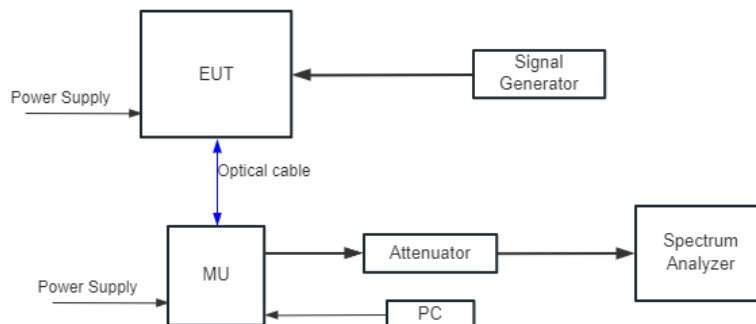 EUT
Signal
Generator
Power Supply
Optical cable
MU
Attenuator
Spectrum
Analyzer
Power Supply
PC